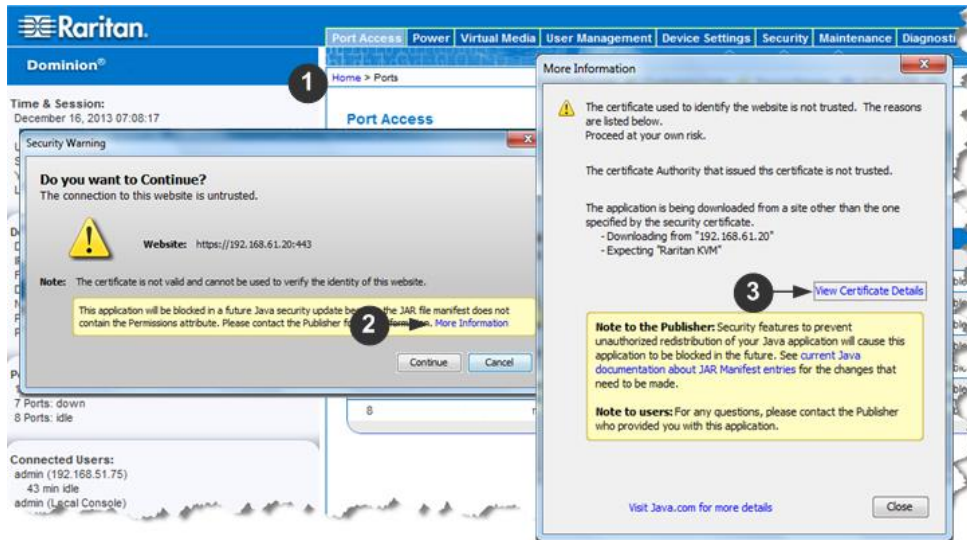 Raritan.
Port Access Power Virtual Media User Management Device Settings Security Maintenance
Dominion®
Home > Ports
Time & Session:
December 16, 2013 07:08:17
Port Access
1
Security Warning
Do you want to Continue?
The connection to this website is untrusted.
Website: https://192.168.61.20:443
Note: The certificate is not valid and cannot be used to verify the identity of this website.
This application will be blocked in a future Java security update the JAR file manifest does not
contain the Permissions attribute. Please contact the Publisher More Information
2
Continue Cancel
7 Ports: down
8 Ports: idle
8
Connected Users:
admin (192.168.51.75)
43 min idle
admin (Local Console)
More Information
The certificate used to identify the website is not trusted. The reasons
are listed below.
Proceed at your own risk.
The certificate Authority that issued ths certificate is not trusted.
The application is being downloaded from a site other than the one
specified by the security certificate.
- Downloading from "192.168.61.20"
- Expecting "Raritan KVM"
3
View Certificate Details
Note to the Publisher: Security features to prevent
unauthorized redistribution of your Java application will cause this
application to be blocked in the future. See current Java
documentation about JAR Manifest entries for the changes that
need to be made.
Note to users: For any questions, please contact the Publisher
who provided you with this application.
Visit Java.com for more details
Close